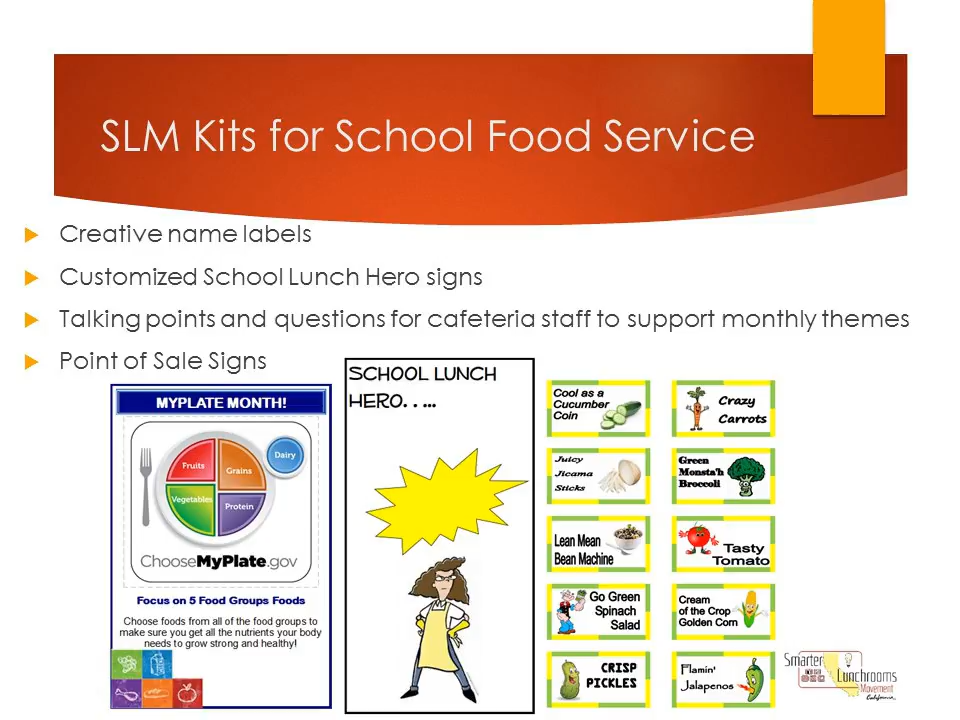 SLM Kits for School Food Service
Creative name labels
Customized School Lunch Hero signs
Talking points and questions for cafeteria staff to support monthly themes
Point of Sale Signs
MYPLATE MONTH!
Fruits
Grains
Dairy
Vegetables
Protein
ChooseMyPlate.gov
Focus on 5 Food Groups Foods
Choose foods from all of the food groups to
make sure you get all the nutrients your body
needs to grow strong and healthy!
SCHOOL LUNCH
HERO.....
Cool as a
Cucumber
Coin
Crazy
Carrots
Juicy
Jicama
Sticks
Green
Monsta'h
Broccoli
Lean Mean
Bean Machine
Tasty
Tomato
Go Green
Spinach
Salad
Cream
of the Crop
Golden Corn
CRISP
PICKLES
Flamin'
Jalapenos
Smarter
Lunchrooms
Movement
California